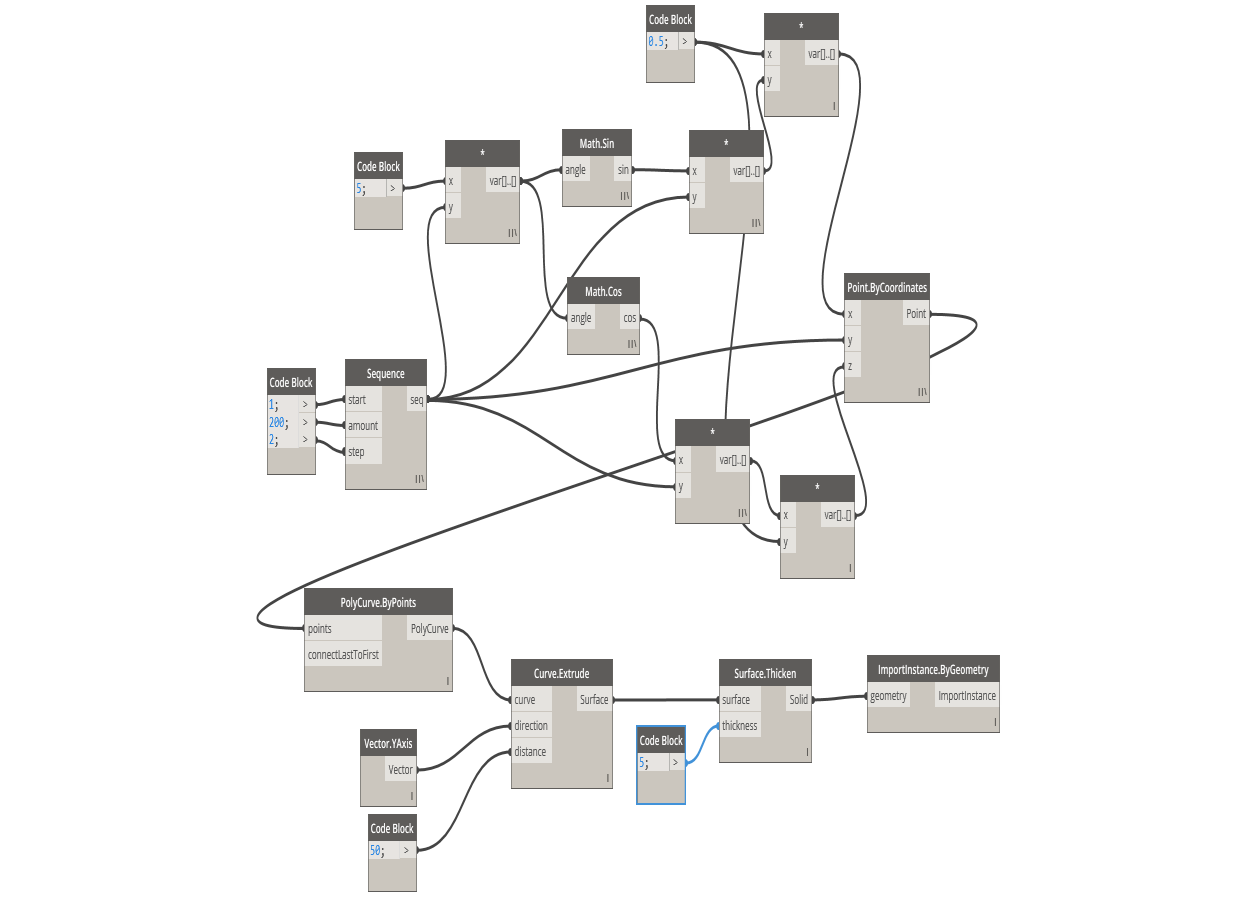 Code Block
0.5; >
*
x var[]..[]
y
|
Code Block
5; >
*
x var[]..[]
y
||\
Math.Sin
angle sin
||\
*
x var[]..[]
y
||\
Math.Cos
angle cos
||\
Point.ByCoordinates
x Point
y
z
||\
Code Block
1; >
200; >
2; >
Sequence
start seq
amount
step
||\
*
x var[]..[]
y
||\
*
x var[]..[]
y
|
PolyCurve.ByPoints
points PolyCurve
connectLastToFirst
|
Vector.YAxis
Vector
|
Code Block
50; >
Curve.Extrude
curve Surface
direction
distance
|
Code Block
5; >
Surface.Thicken
surface Solid
thickness
|
ImportInstance.ByGeometry
geometry ImportInstance
|